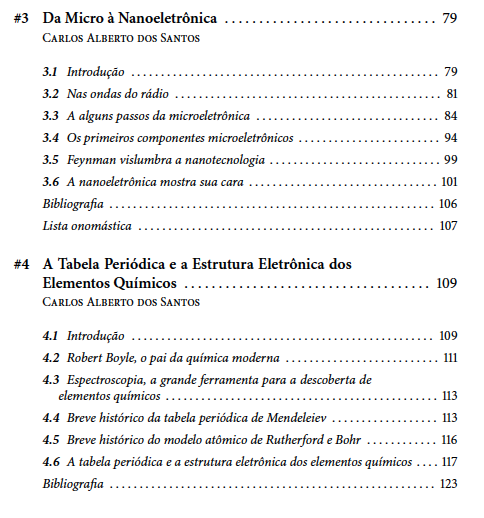 #3 Da Micro à Nanoeletrônica ................................ 79
Carlos Alberto dos Santos
3.1 Introdução ................................................ 79
3.2 Nas ondas do rádio ......................................... 81
3.3 A alguns passos da microeletrônica ............................ 84
3.4 Os primeiros componentes microeletrônicos ..................... 94
3.5 Feynman vislumbra a nanotecnologia .......................... 99
3.6 A nanoeletrônica mostra sua cara ............................. 101
Bibliografia .................................................... 106
Lista onomástica ............................................... 107
#4 A Tabela Periódica e a Estrutura Eletrônica dos
Elementos Químicos .................................... 109
Carlos Alberto dos Santos
4.1 Introdução ................................................ 109
4.2 Robert Boyle, o pai da química moderna ....................... 111
4.3 Espectroscopia, a grande ferramenta para a descoberta de
elementos químicos ........................................... 113
4.4 Breve histórico da tabela periódica de Mendeleiev ................ 113
4.5 Breve histórico do modelo atômico de Rutherford e Bohr ........... 116
4.6 A tabela periódica e a estrutura eletrônica dos elementos químicos .... 117
Bibliografia .................................................... 123